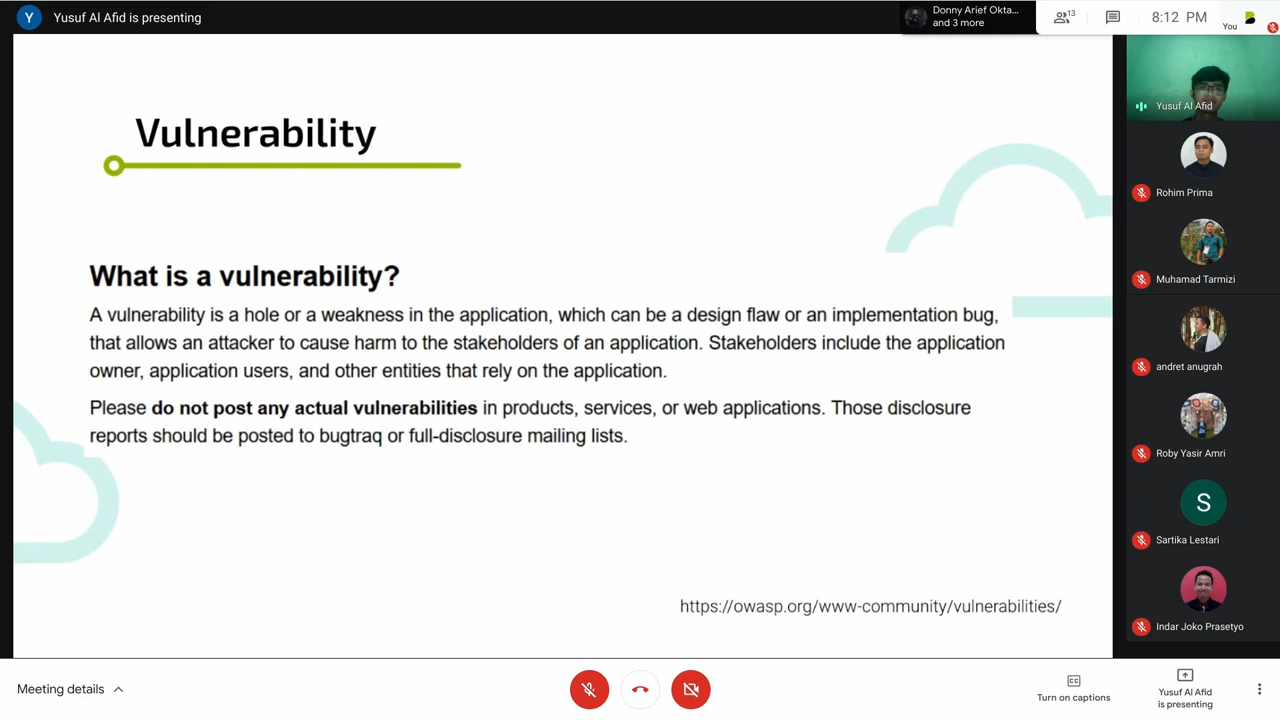 Y
Yusuf Al Afid is presenting
Donny Arief Okta...
and 3 more
13
8:12 PM
You
Vulnerability
What is a vulnerability?
A vulnerability is a hole or a weakness in the application, which can be a design flaw or an implementation bug,
that allows an attacker to cause harm to the stakeholders of an application. Stakeholders include the application
owner, application users, and other entities that rely on the application.
Please do not post any actual vulnerabilities in products, services, or web applications. Those disclosure
reports should be posted to bugtraq or full-disclosure mailing lists.
https://owasp.org/www-community/vulnerabilities/
Yusuf Al Afid
Rohim Prima
Muhamad Tarmizi
andret anugrah
Roby Yasir Amri
S
Sartika Lestari
Indar Joko Prasetyo
Meeting details
CC
Turn on captions
Yusuf Al Afid
is presenting